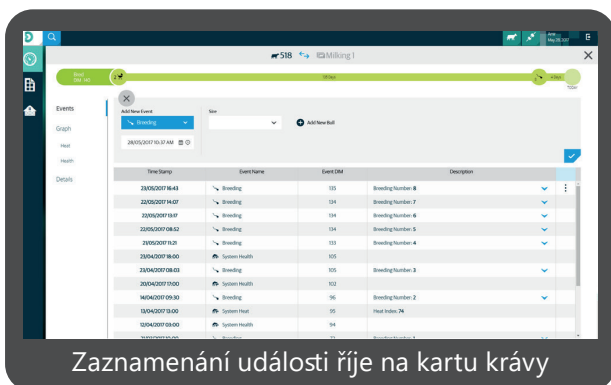 518 Milking 1
Events
Graph
Heat
Health
Details
Add New Event
Sire
Breeding
Add New Bull
28/05/2017 10:37 AM
Time Stamp Event Name Event DIM Description
23/05/2017 16:43 Breeding 135 Breeding Number: 8
22/05/2017 14:07 Breeding 134 Breeding Number: 7
22/05/2017 13:17 Breeding 134 Breeding Number: 6
22/05/2017 08:52 Breeding 134 Breeding Number: 5
21/05/2017 11:21 Breeding 133 Breeding Number: 4
23/04/2017 18:00 System Health 105
23/04/2017 08:03 Breeding 105 Breeding Number: 3
20/04/2017 17:00 System Health 102
14/04/2017 09:30 Breeding 96 Breeding Number: 2
13/04/2017 13:00 System Heat 95 Heat Index: 74
12/04/2017 03:00 System Health 94
Zaznamenání události říje na kartu krávy